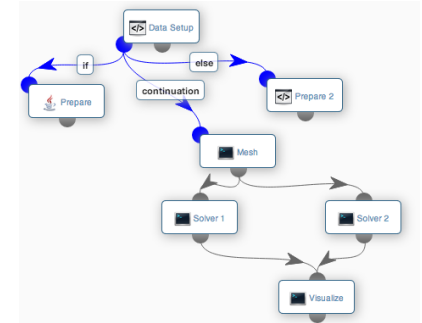 </> Data Setup
if
else
continuation
Prepare
</> Prepare 2
Mesh
Solver 1
Solver 2
Visualize